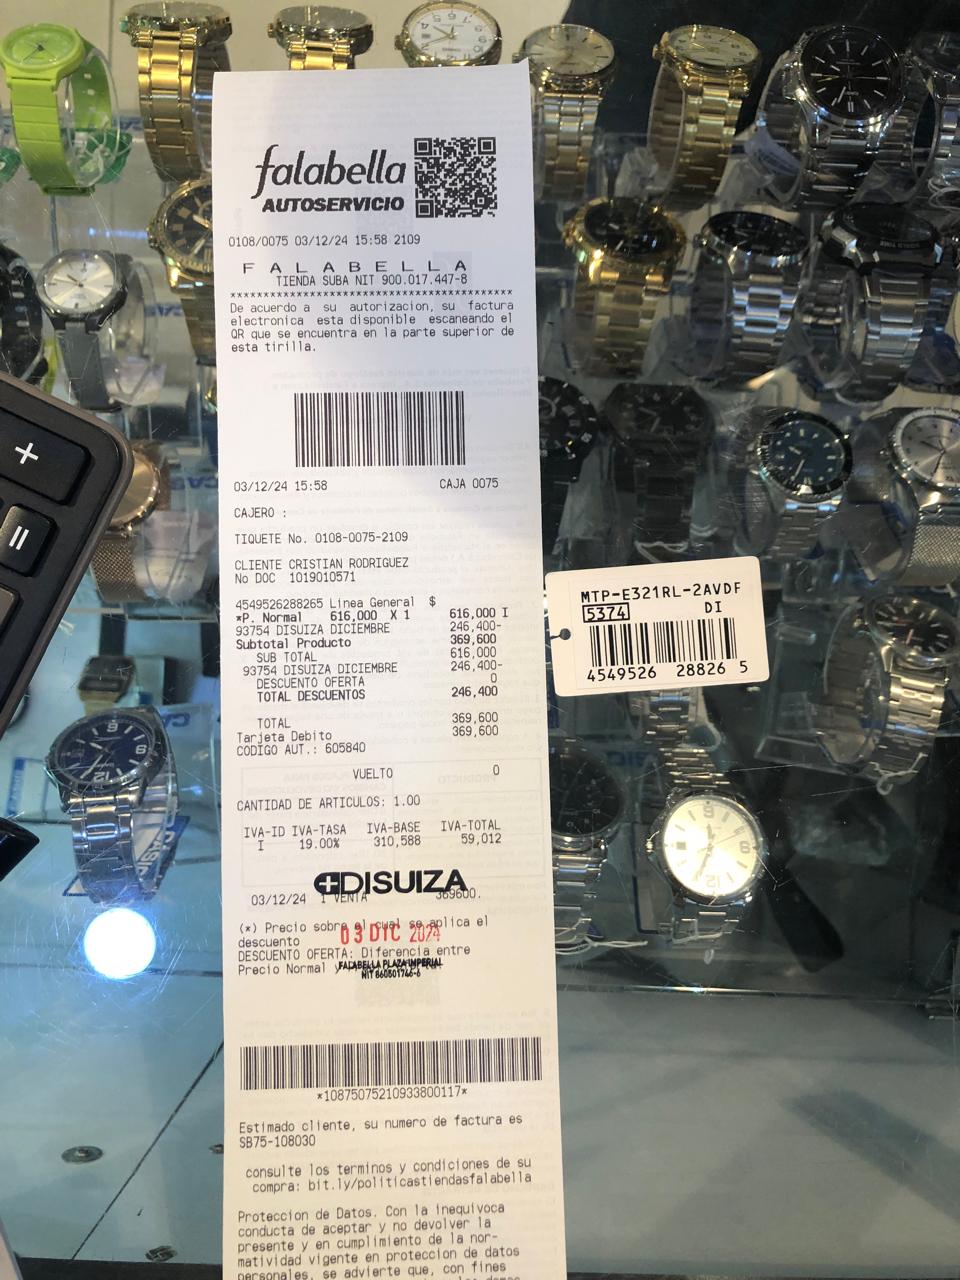 falabella
AUTOSERVICIO
0108/0075 03/12/24 15:58 2109
F A L A B E L L A
TIENDA SUBA NIT 900.017.447-8
***************************************************
De acuerdo a su autorizacion, su factura
electronica esta disponible escaneando el
QR que se encuentra en la parte superior de
esta tirilla.
03/12/24 15:58 CAJA 0075
CAJERO :
TIQUETE No. 0108-0075-2109
CLIENTE CRISTIAN RODRIGUEZ
No DOC 1019010571
4549526288265 Linea General $
*P. Normal 616,000 X 1 616,000 I
93754 DISUIZA DICIEMBRE 246,400-
Subtotal Producto 369,600
SUB TOTAL 616,000
93754 DISUIZA DICIEMBRE 246,400-
DESCUENTO OFERTA 0
TOTAL DESCUENTOS 246,400
TOTAL 369,600
Tarjeta Debito 369,600
CODIGO AUT.: 605840
VUELTO 0
CANTIDAD DE ARTICULOS: 1.00
IVA-ID IVA-TASA IVA-BASE IVA-TOTAL
I 19.00% 310,588 59,012
DISUIZA
03/12/24 1 VENTA 369600.
(*) Precio sobre el cual se aplica el
descuento
03 DIC 2024
DESCUENTO OFERTA: Diferencia entre
Precio Normal y
FALABELLA PLAZA IMPERIAL
NIT 860501746-6
*10875075210933800117*
Estimado cliente, su numero de factura es
SB75-108030
consulte los terminos y condiciones de su
compra: bit.ly/politicastiendasfalabella
Proteccion de Datos. Con la inequivoca
conducta de aceptar y no devolver la
presente y en cumplimiento de la nor-
matividad vigente en proteccion de datos
personales, se advierte que, con fines
MTP-E321RL-2AVDF
5374 DI
4549526 28826 5
+
=
CASIO